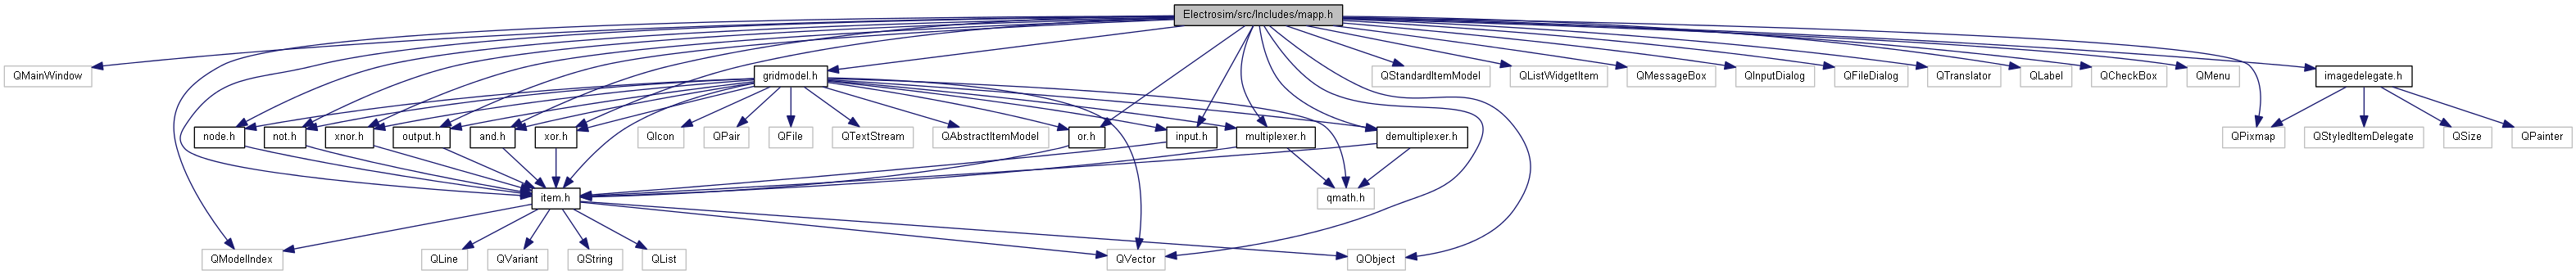 Electrosim/src/Includes/mapp.h
QMainWindow
gridmodel.h
QStandardItemModel
QListWidgetItem
QMessageBox
QInputDialog
QFileDialog
QTranslator
QLabel
QCheckBox
QMenu
imagedelegate.h
node.h
not.h
xnor.h
output.h
and.h
xor.h
QIcon
QPair
QFile
QTextStream
QAbstractItemModel
or.h
input.h
multiplexer.h
demultiplexer.h
QPixmap
QStyledItemDelegate
QSize
QPainter
item.h
qmath.h
QModelIndex
QLine
QVariant
QString
QList
QVector
QObject